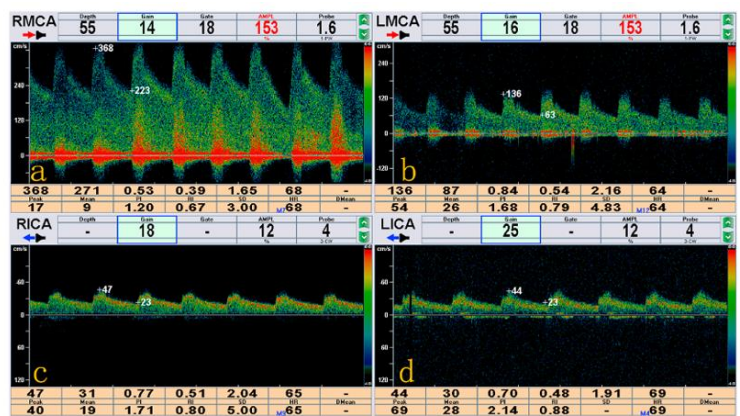 RMCA Depth 55 Gain 14 Gate 18 AMPL 153 % Probe 1.6
cm/s
+368
240
+223
120
0
a
368 271 0.53 0.39 1.65 68 -
Peak Mean PI RI SD HR DMean
17 9 1.20 0.67 3.00 68 -
LMCA Depth 55 Gain 16 Gate 18 AMPL 153 % Probe 1.6
cm/s
240
+136
120
+63
0
-120
b
136 87 0.84 0.54 2.16 64 -
Peak Mean PI RI SD HR DMean
54 26 1.68 0.79 4.83 64 -
RICA Depth - Gain 18 Gate - AMPL 12 % Probe 4
cm/s
60
+47
+23
0
60
120
c
47 31 0.77 0.51 2.04 65 -
Peak Mean PI RI SD HR DMean
40 19 1.71 0.80 5.00 65 -
LICA Depth - Gain 25 Gate - AMPL 12 % Probe 4
cm/s
60
+44
+23
0
60
120
d
44 30 0.70 0.48 1.91 69 -
Peak Mean PI RI SD HR DMean
69 28 2.14 0.88 - - -